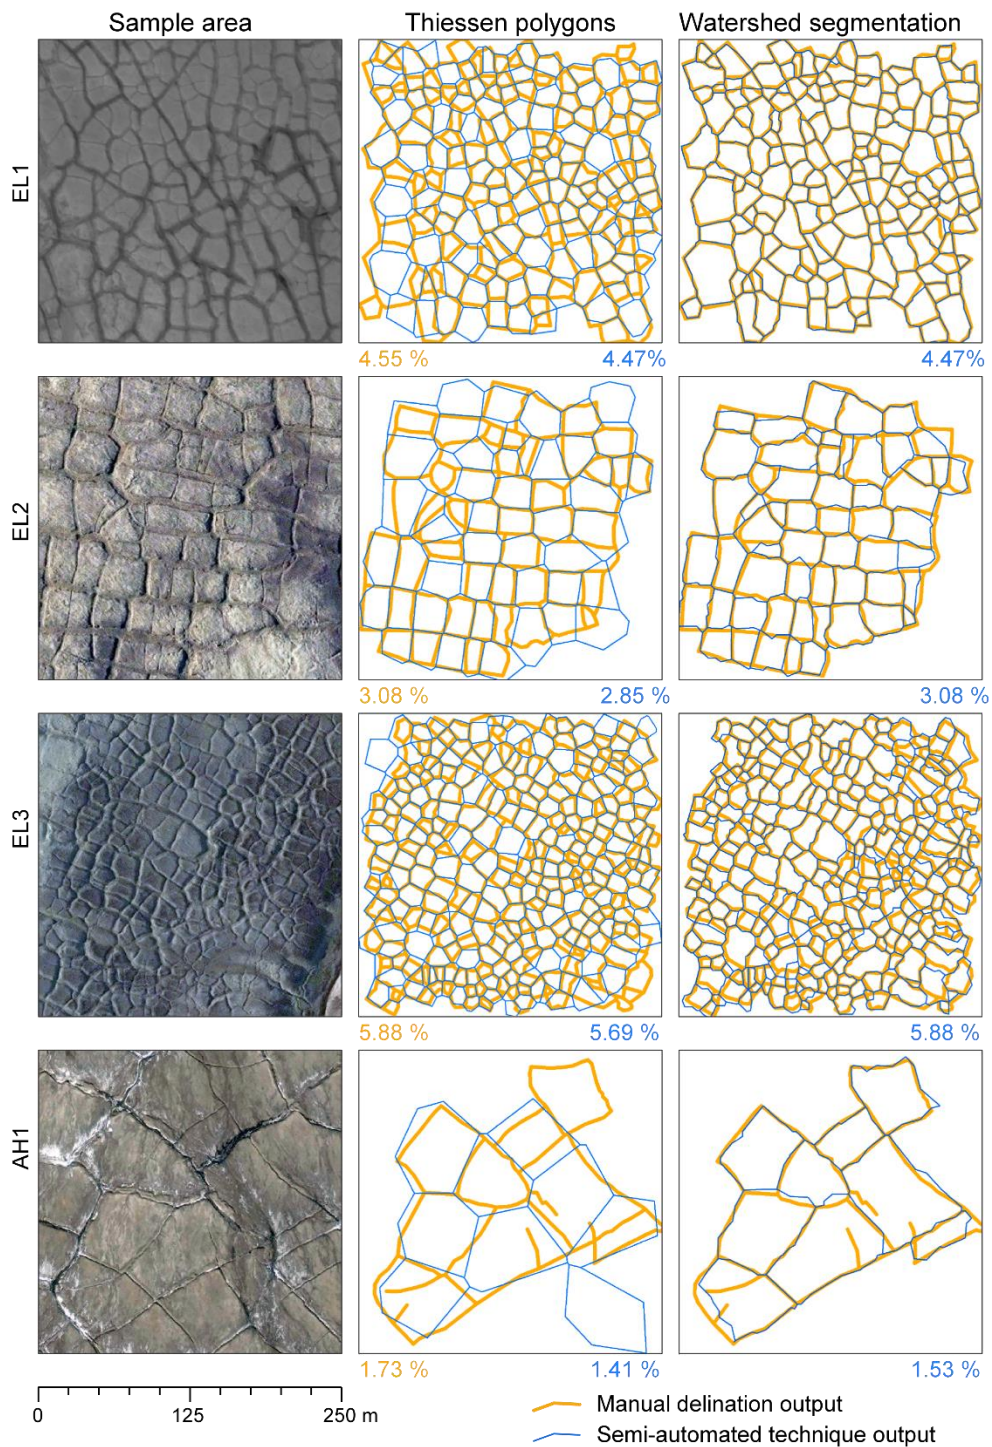 Sample area
Thiessen polygons
Watershed segmentation
EL1
4.55 %
4.47%
4.47%
EL2
3.08 %
2.85 %
3.08 %
EL3
5.88 %
5.69 %
5.88 %
AH1
1.73 %
1.41 %
1.53 %
0
125
250 m
Manual delination output
Semi-automated technique output